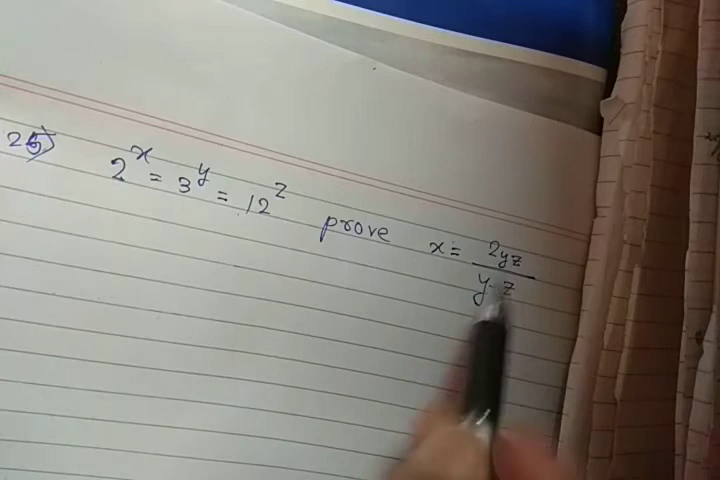 25) 2^x = 3^y = 12^z prove x = 2yz / y-z